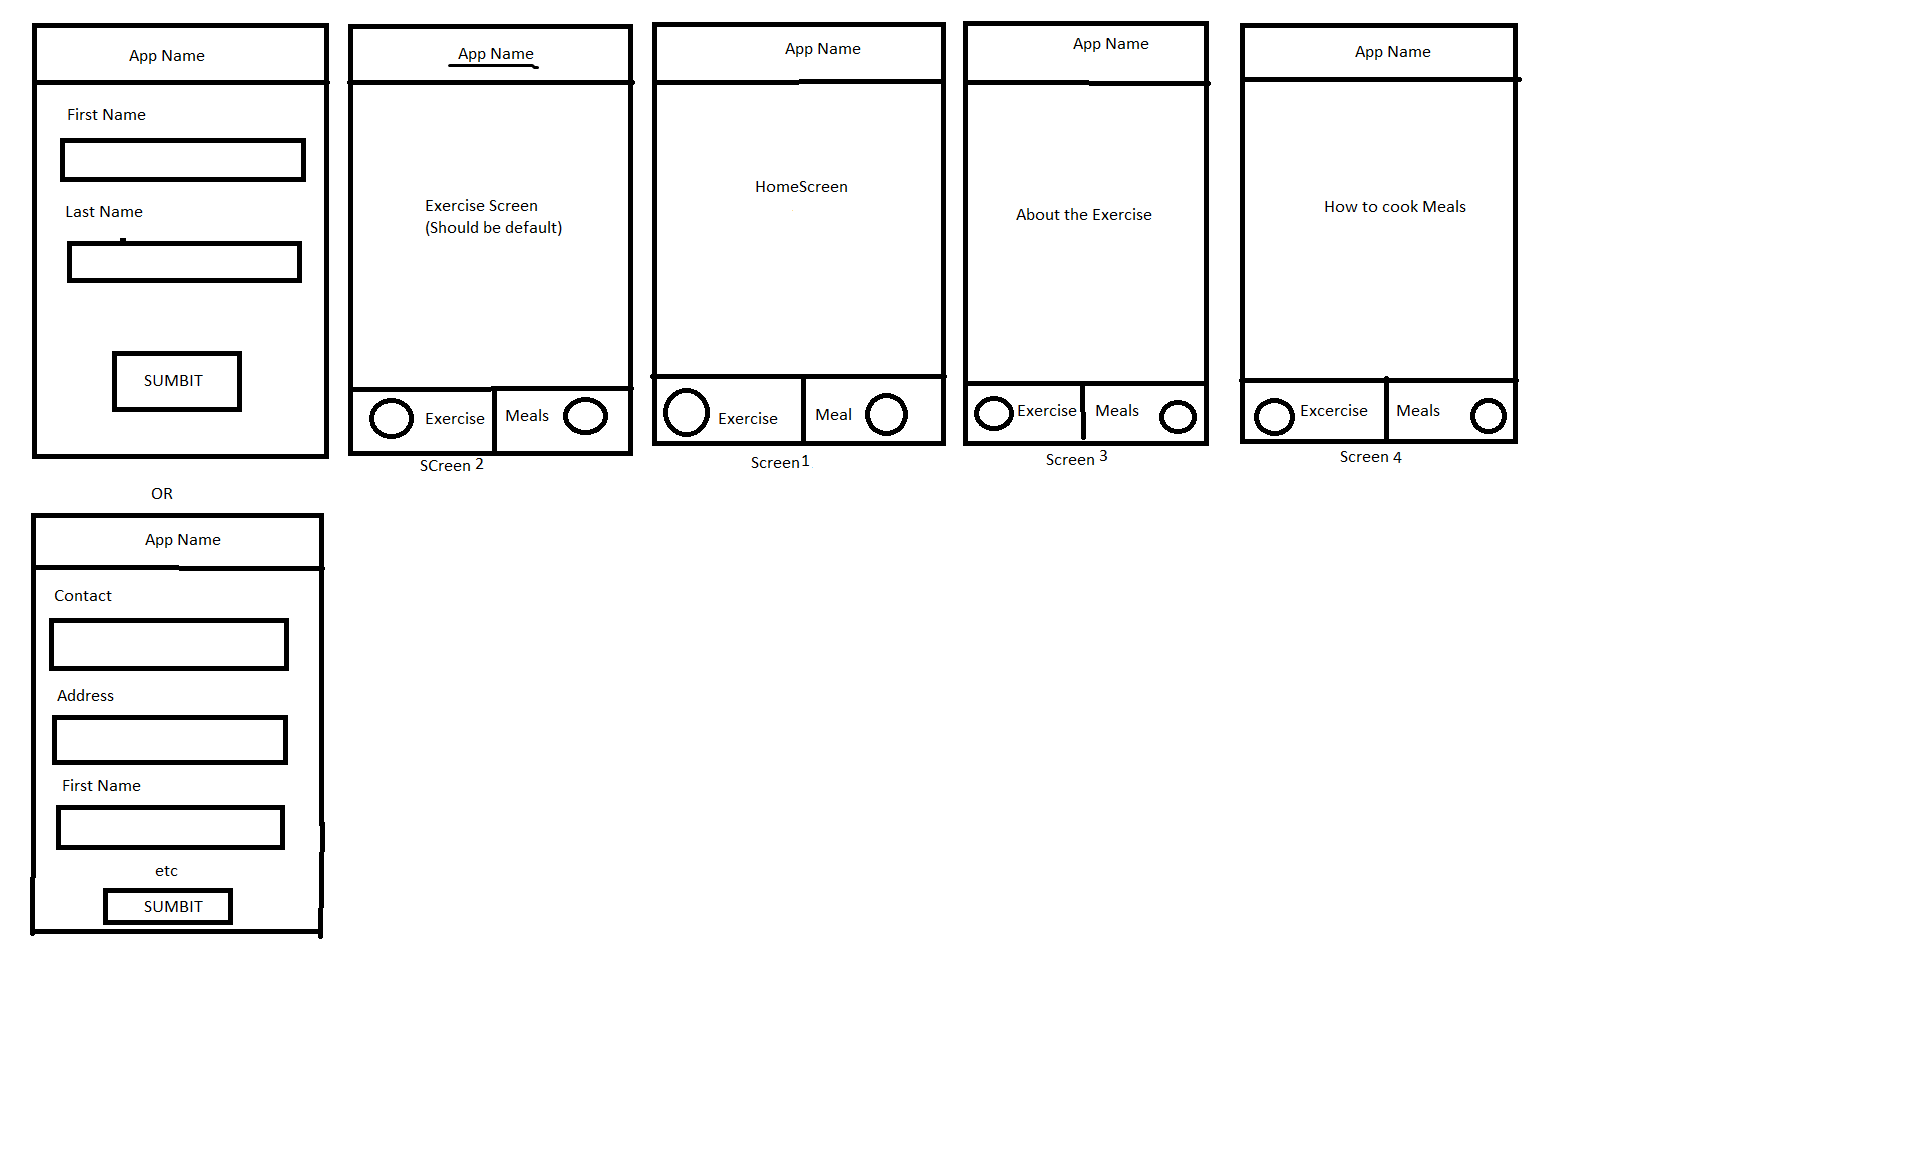 App Name
First Name
Last Name
SUMBIT
App Name
Exercise Screen
(Should be default)
Exercise
Meals
SCreen 2
App Name
HomeScreen
Exercise
Meal
Screen1
App Name
About the Exercise
Exercise
Meals
Screen 3
App Name
How to cook Meals
Excercise
Meals
Screen 4
OR
App Name
Contact
Address
First Name
etc
SUMBIT